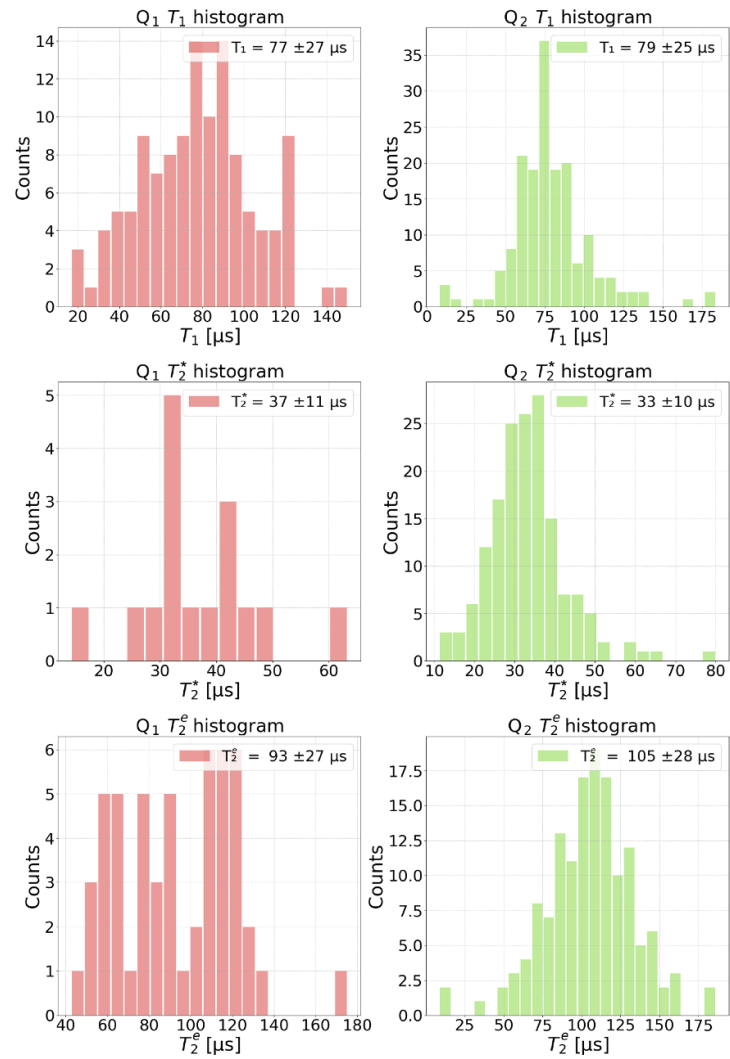 Q₁ T₁ histogram
T₁ = 77 ±27 μs
14
12
10
8
6
4
2
0
Counts
20 40 60 80 100 120 140
T₁ [μs]
Q₂ T₁ histogram
T₁ = 79 ±25 μs
35
30
25
20
15
10
5
0
Counts
0 25 50 75 100 125 150 175
T₁ [μs]
Q₁ T₂* histogram
T₂* = 37 ±11 μs
5
4
3
2
1
0
Counts
20 30 40 50 60
T₂* [μs]
Q₂ T₂* histogram
T₂* = 33 ±10 μs
25
20
15
10
5
0
Counts
10 20 30 40 50 60 70 80
T₂* [μs]
Q₁ T₂ᵉ histogram
T₂ᵉ = 93 ±27 μs
6
5
4
3
2
1
0
Counts
40 60 80 100 120 140 160 180
T₂ᵉ [μs]
Q₂ T₂ᵉ histogram
T₂ᵉ = 105 ±28 μs
17.5
15.0
12.5
10.0
7.5
5.0
2.5
0.0
Counts
25 50 75 100 125 150 175
T₂ᵉ [μs]